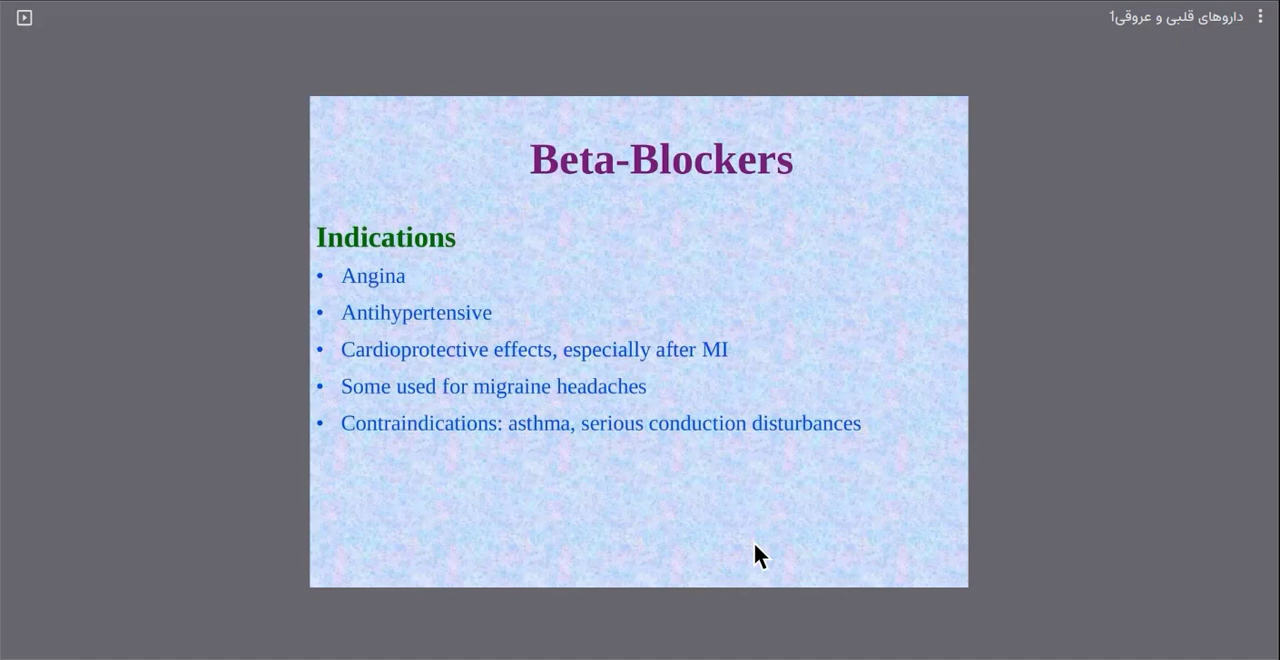 داروهای قلبی و عروقی1
Beta-Blockers
Indications
• Angina
• Antihypertensive
• Cardioprotective effects, especially after MI
• Some used for migraine headaches
• Contraindications: asthma, serious conduction disturbances